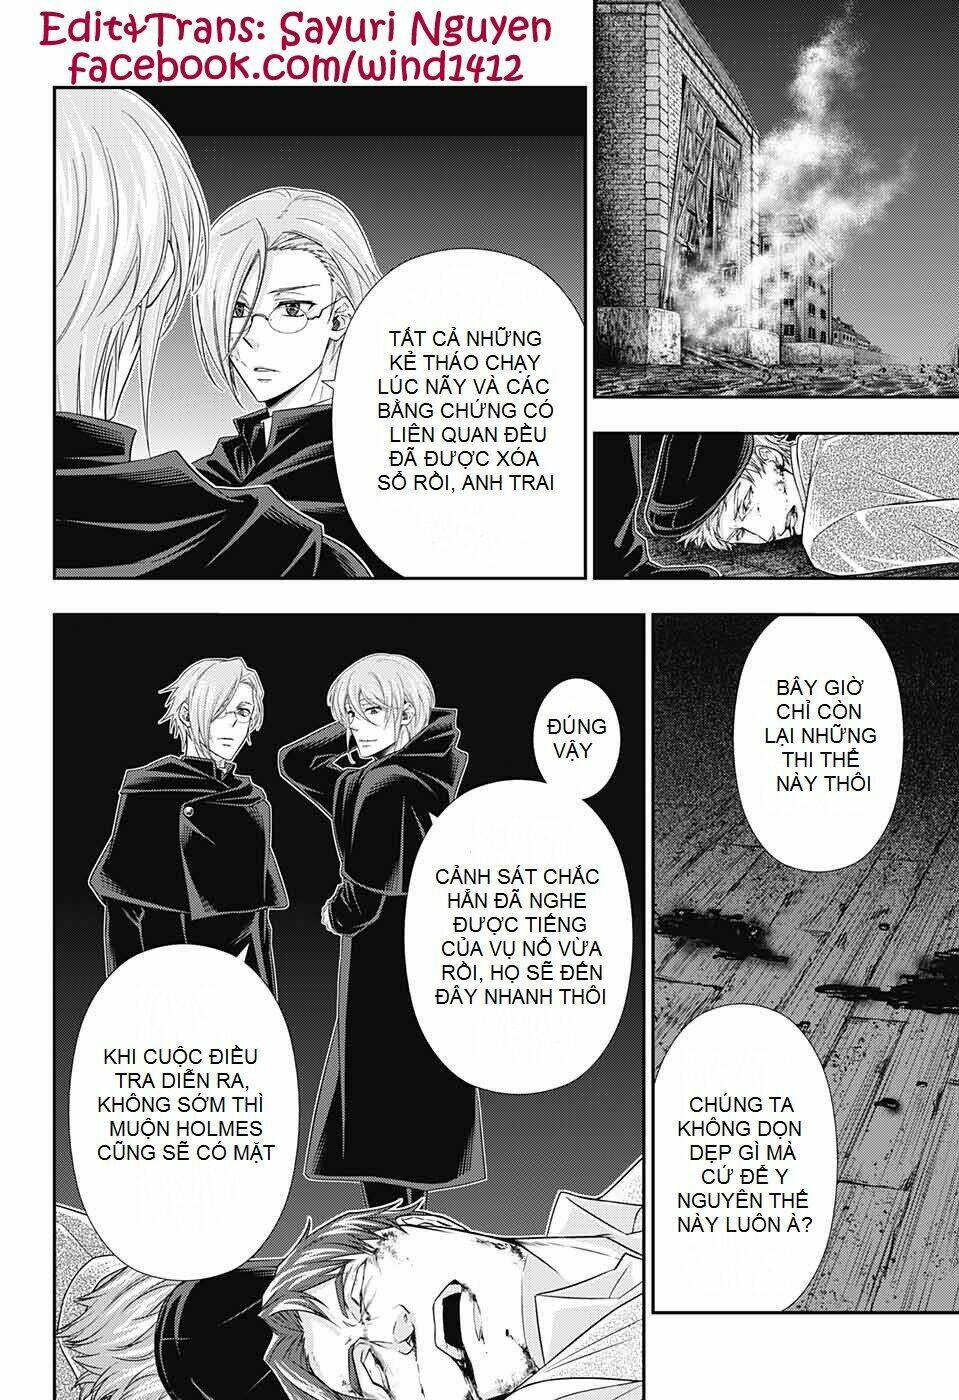 Edit&Trans: Sayuri Nguyen
facebook.com/wind1412
TẤT CẢ NHỮNG
KẺ THÁO CHẠY
LÚC NÃY VÀ CÁC
BẰNG CHỨNG CÓ
LIÊN QUAN ĐỀU
ĐÃ ĐƯỢC XÓA
SỔ RỒI, ANH TRAI
BÂY GIỜ
CHỈ CÒN
LẠI NHỮNG
THI THỂ
NÀY THÔI
CHÚNG TA
KHÔNG DỌN
DẸP GÌ MÀ
CỨ ĐỂ Y
NGUYÊN THẾ
NÀY LUÔN À?
ĐÚNG
VẬY
CẢNH SÁT CHẮC
HẲN ĐÃ NGHE
ĐƯỢC TIẾNG
CỦA VỤ NỔ VỪA
RỒI, HỌ SẼ ĐẾN
ĐÂY NHANH THÔI
KHI CUỘC ĐIỀU
TRA DIỄN RA,
KHÔNG SỚM THÌ
MUỘN HOLMES
CŨNG SẼ CÓ MẶT